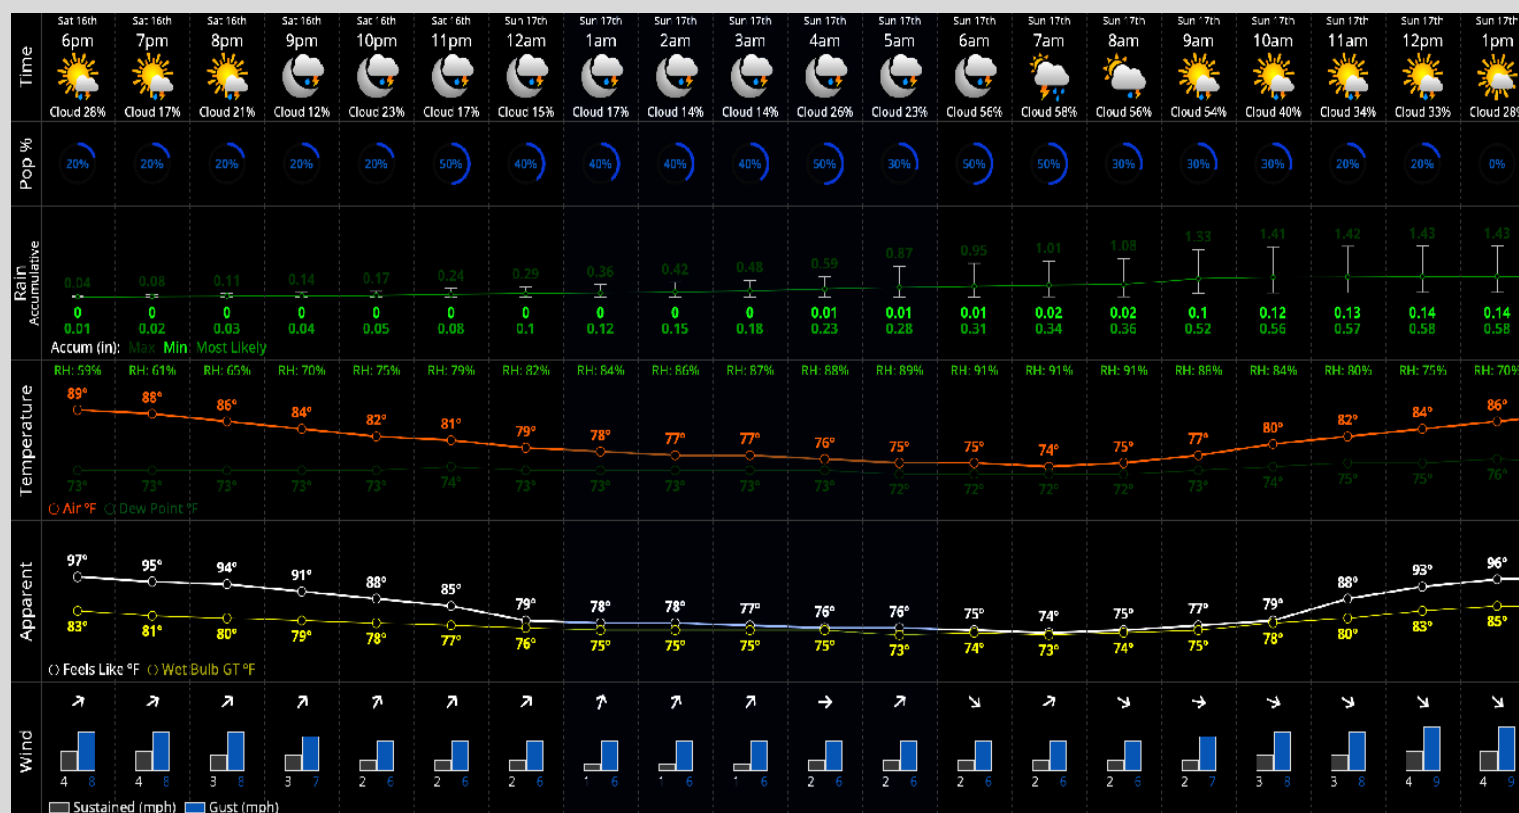 Sat 16th Sat 16th Sat 16th Sat 16th Sat 16th Sat 16th Sun 17th Sun 17th Sun 17th Sun 17th Sun 17th Sun 17th Sun 17th Sun 17th Sun 17th Sun 17th Sun 17th Sun 17th Sun 17th Sun 17th
Time 6pm 7pm 8pm 9pm 10pm 11pm 12am 1am 2am 3am 4am 5am 6am 7am 8am 9am 10am 11am 12pm 1pm
Cloud 28% Cloud 17% Cloud 21% Cloud 12% Cloud 23% Cloud 17% Cloud 15% Cloud 17% Cloud 14% Cloud 14% Cloud 26% Cloud 23% Cloud 56% Cloud 58% Cloud 56% Cloud 54% Cloud 40% Cloud 34% Cloud 33% Cloud 28%
Pop % 20% 20% 20% 20% 20% 50% 40% 40% 40% 40% 50% 30% 50% 50% 30% 30% 30% 20% 20% 0%
Rain
Accumulative
0.04 0.08 0.11 0.14 0.17 0.24 0.29 0.36 0.42 0.48 0.59 0.87 0.95 1.01 1.08 1.33 1.41 1.42 1.43 1.43
0 0 0 0 0 0 0 0 0 0 0.01 0.01 0.01 0.02 0.02 0.1 0.12 0.13 0.14 0.14
0.01 0.02 0.03 0.04 0.05 0.08 0.1 0.12 0.15 0.18 0.23 0.28 0.31 0.34 0.36 0.52 0.56 0.57 0.58 0.58
Accum (in): Max Min Most Likely
Temperature
RH: 59% RH: 61% RH: 65% RH: 70% RH: 75% RH: 79% RH: 82% RH: 84% RH: 86% RH: 87% RH: 88% RH: 89% RH: 91% RH: 91% RH: 91% RH: 88% RH: 84% RH: 80% RH: 75% RH: 70%
89° 88° 86° 84° 82° 81° 79° 78° 77° 77° 76° 75° 75° 74° 75° 77° 80° 82° 84° 86°
73° 73° 73° 73° 73° 74° 73° 73° 73° 73° 73° 72° 72° 72° 72° 73° 74° 75° 75° 76°
Air °F Dew Point °F
Apparent
97° 95° 94° 91° 88° 85° 79° 78° 78° 77° 76° 76° 75° 74° 75° 77° 79° 88° 93° 96°
83° 81° 80° 79° 78° 77° 76° 75° 75° 75° 75° 73° 74° 73° 74° 75° 78° 80° 83° 85°
Feels Like °F Wet Bulb GT °F
Wind
4 8 4 8 3 8 3 7 2 6 2 6 2 6 1 6 1 6 1 6 2 6 2 6 2 6 2 6 2 6 2 7 3 8 3 8 4 9 4 9
Sustained (mph) Gust (mph)